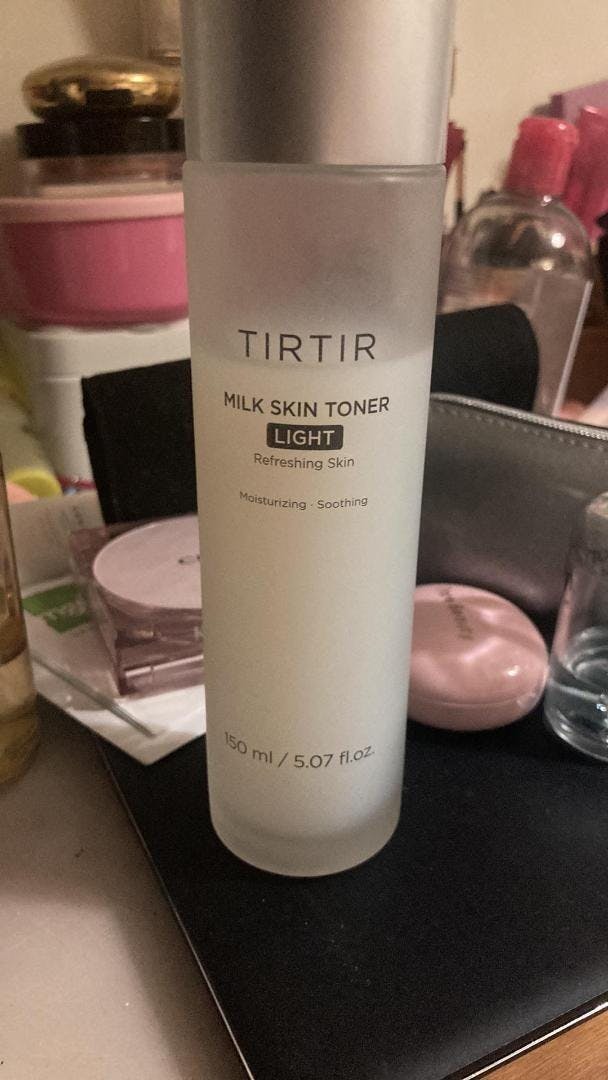 TIRTIR
MILK SKIN TONER
LIGHT
Refreshing Skin
Moisturizing · Soothing
150 ml / 5.07 fl.oz.